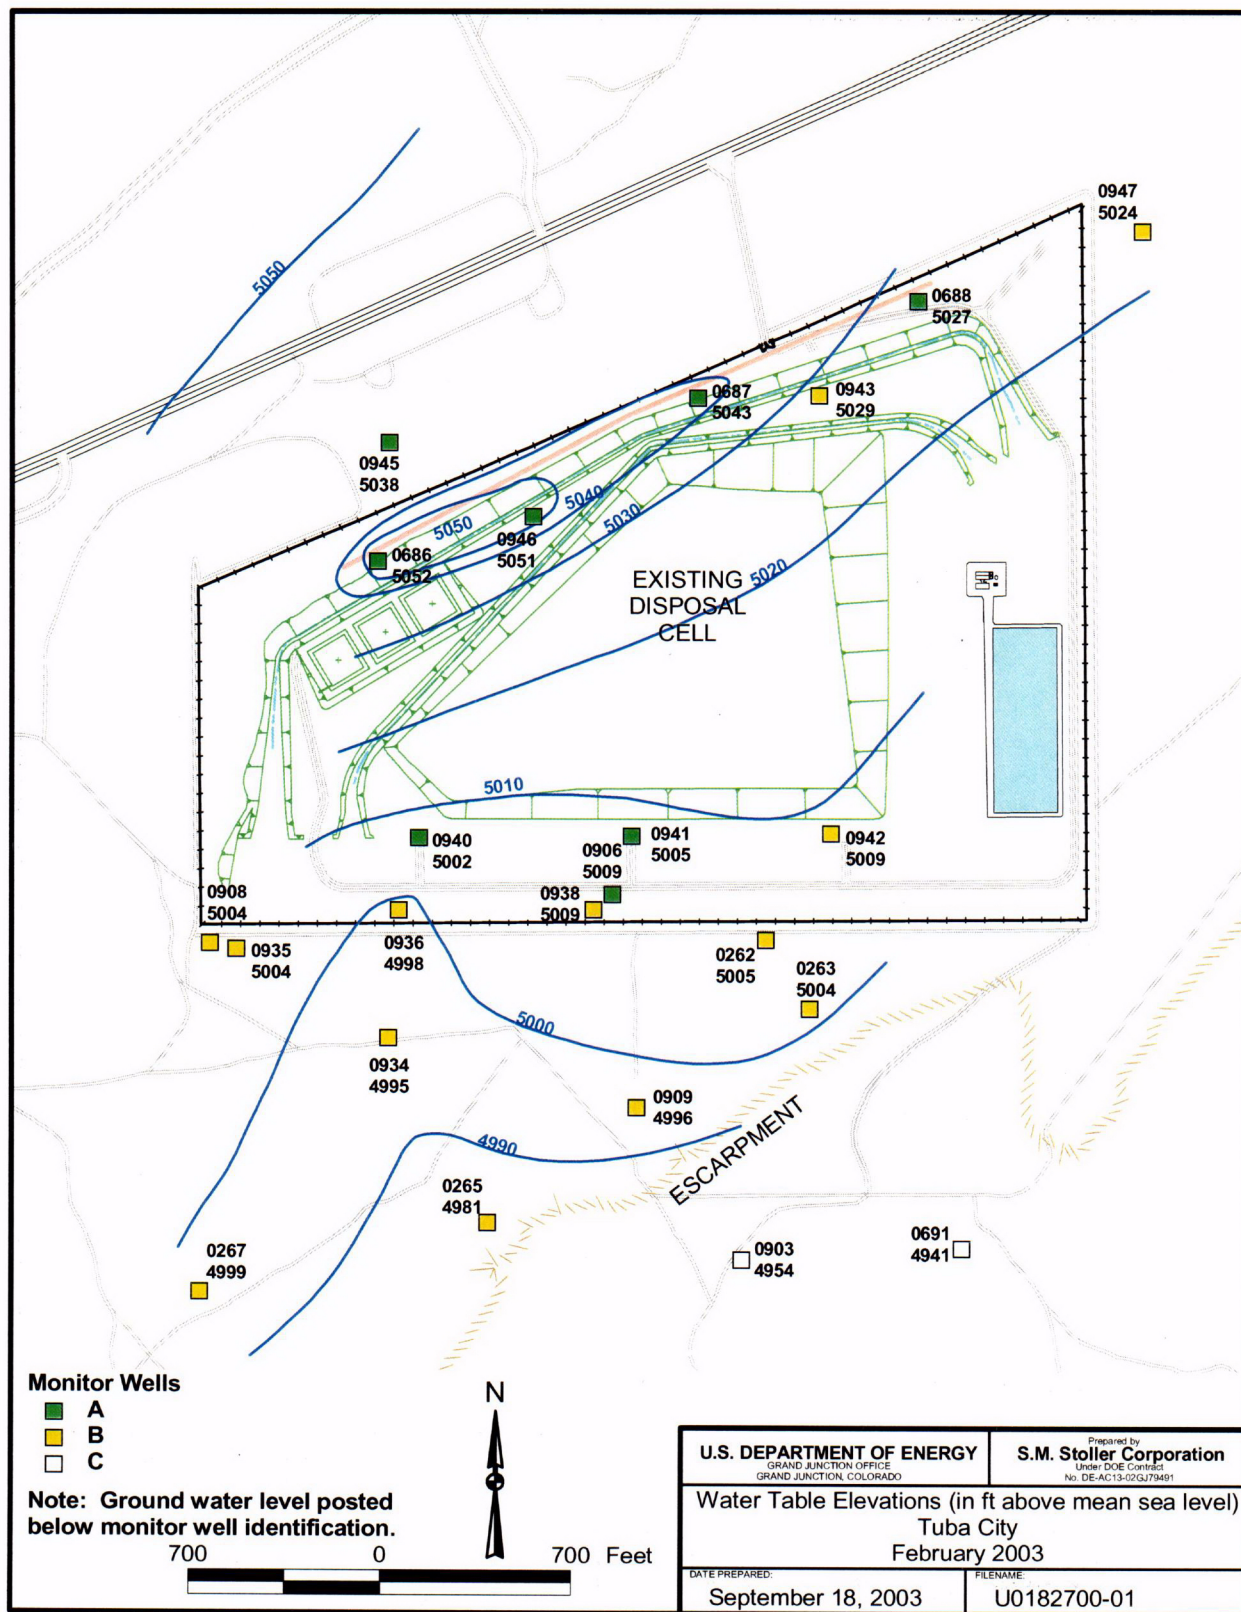 0947
5024
5050
0688
5027
0687
5043
0943
5029
0945
5038
5040
5030
5050
0946
5051
0686
5052
5020
EXISTING
DISPOSAL
CELL
5010
0940
5002
0941
5005
0906
5009
0942
5009
0908
5004
0938
5009
0935
5004
0936
4998
0262
5005
0263
5004
5000
0934
4995
0909
4996
ESCARPMENT
4990
0265
4981
0267
4999
0903
4954
0691
4941
Monitor Wells
A
B
C
Note: Ground water level posted
below monitor well identification.
700 0 700 Feet
N
U.S. DEPARTMENT OF ENERGY
GRAND JUNCTION OFFICE
GRAND JUNCTION, COLORADO
Prepared by
S.M. Stoller Corporation
Under DOE Contract
No. DE-AC13-02GJ79491
Water Table Elevations (in ft above mean sea level)
Tuba City
February 2003
DATE PREPARED:
September 18, 2003
FILENAME:
U0182700-01